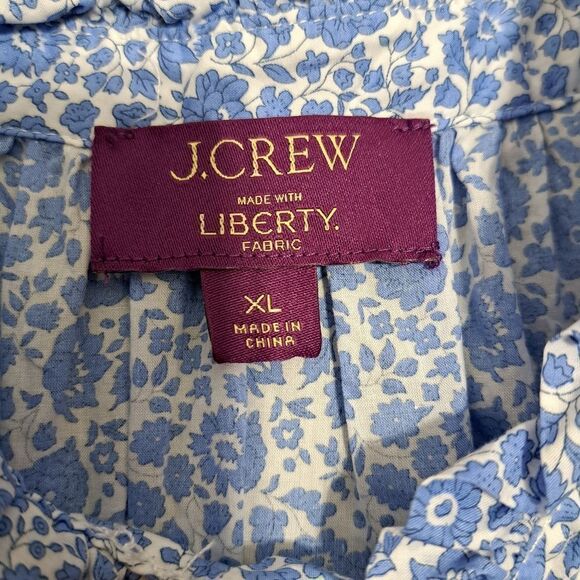 J.CREW
MADE WITH
LIBERTY.
FABRIC
XL
MADE IN
CHINA